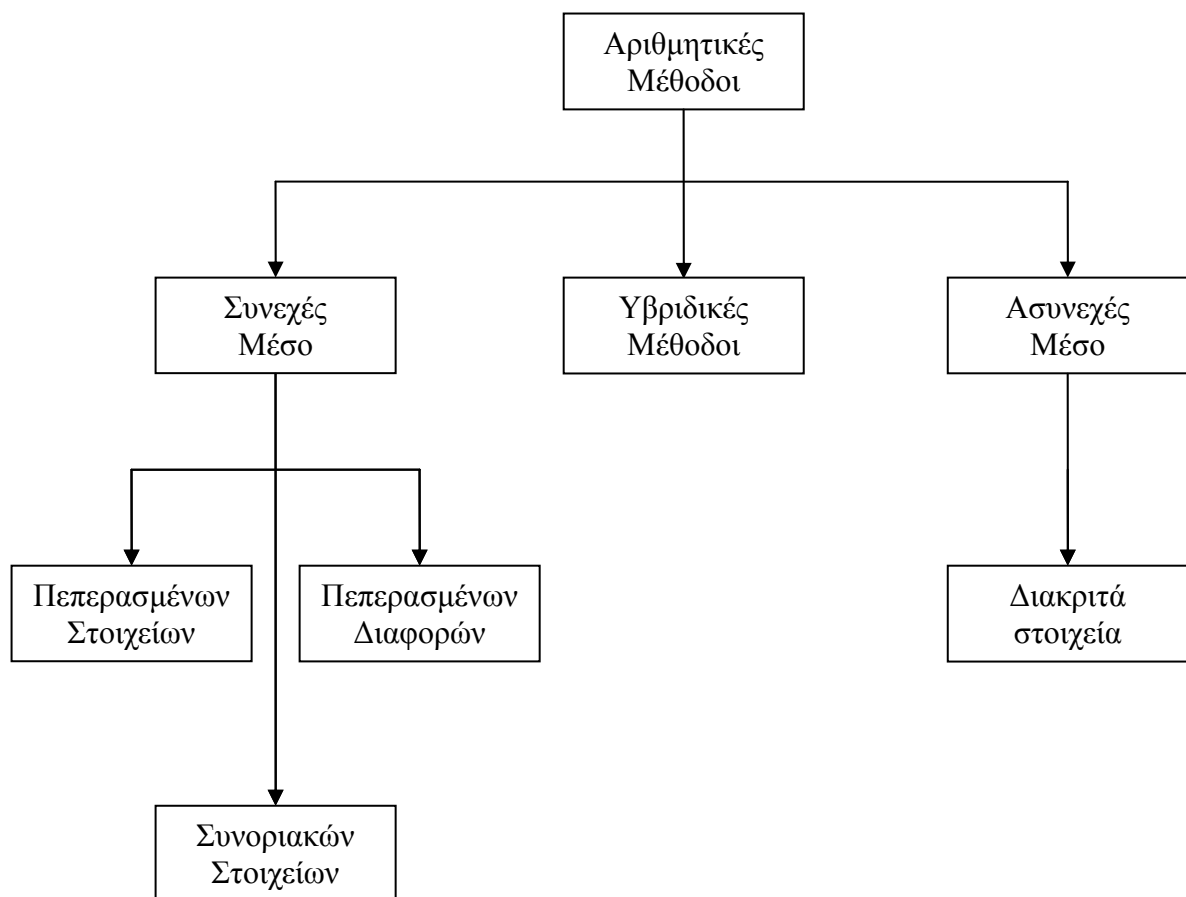 Αριθμητικές
Μέθοδοι
Συνεχές
Μέσο
Υβριδικές
Μέθοδοι
Ασυνεχές
Μέσο
Πεπερασμένων
Στοιχείων
Πεπερασμένων
Διαφορών
Διακριτά
στοιχεία
Συνοριακών
Στοιχείων